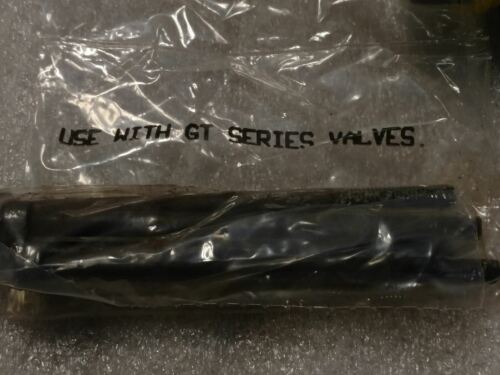 USE WITH GT SERIES VALVES.